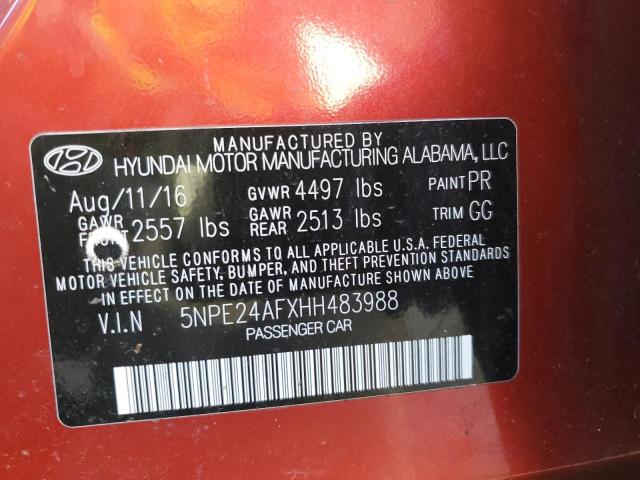 MANUFACTURED BY
HYUNDAI MOTOR MANUFACTURING ALABAMA, LLC
Aug/11/16 GVWR 4497 lbs PAINT PR
GAWR FRONT 2557 lbs GAWR REAR 2513 lbs TRIM GG
THIS VEHICLE CONFORMS TO ALL APPLICABLE U.S.A. FEDERAL
MOTOR VEHICLE SAFETY, BUMPER, AND THEFT PREVENTION STANDARDS
IN EFFECT ON THE DATE OF MANUFACTURE SHOWN ABOVE
V.I.N 5NPE24AFXHH483988
PASSENGER CAR